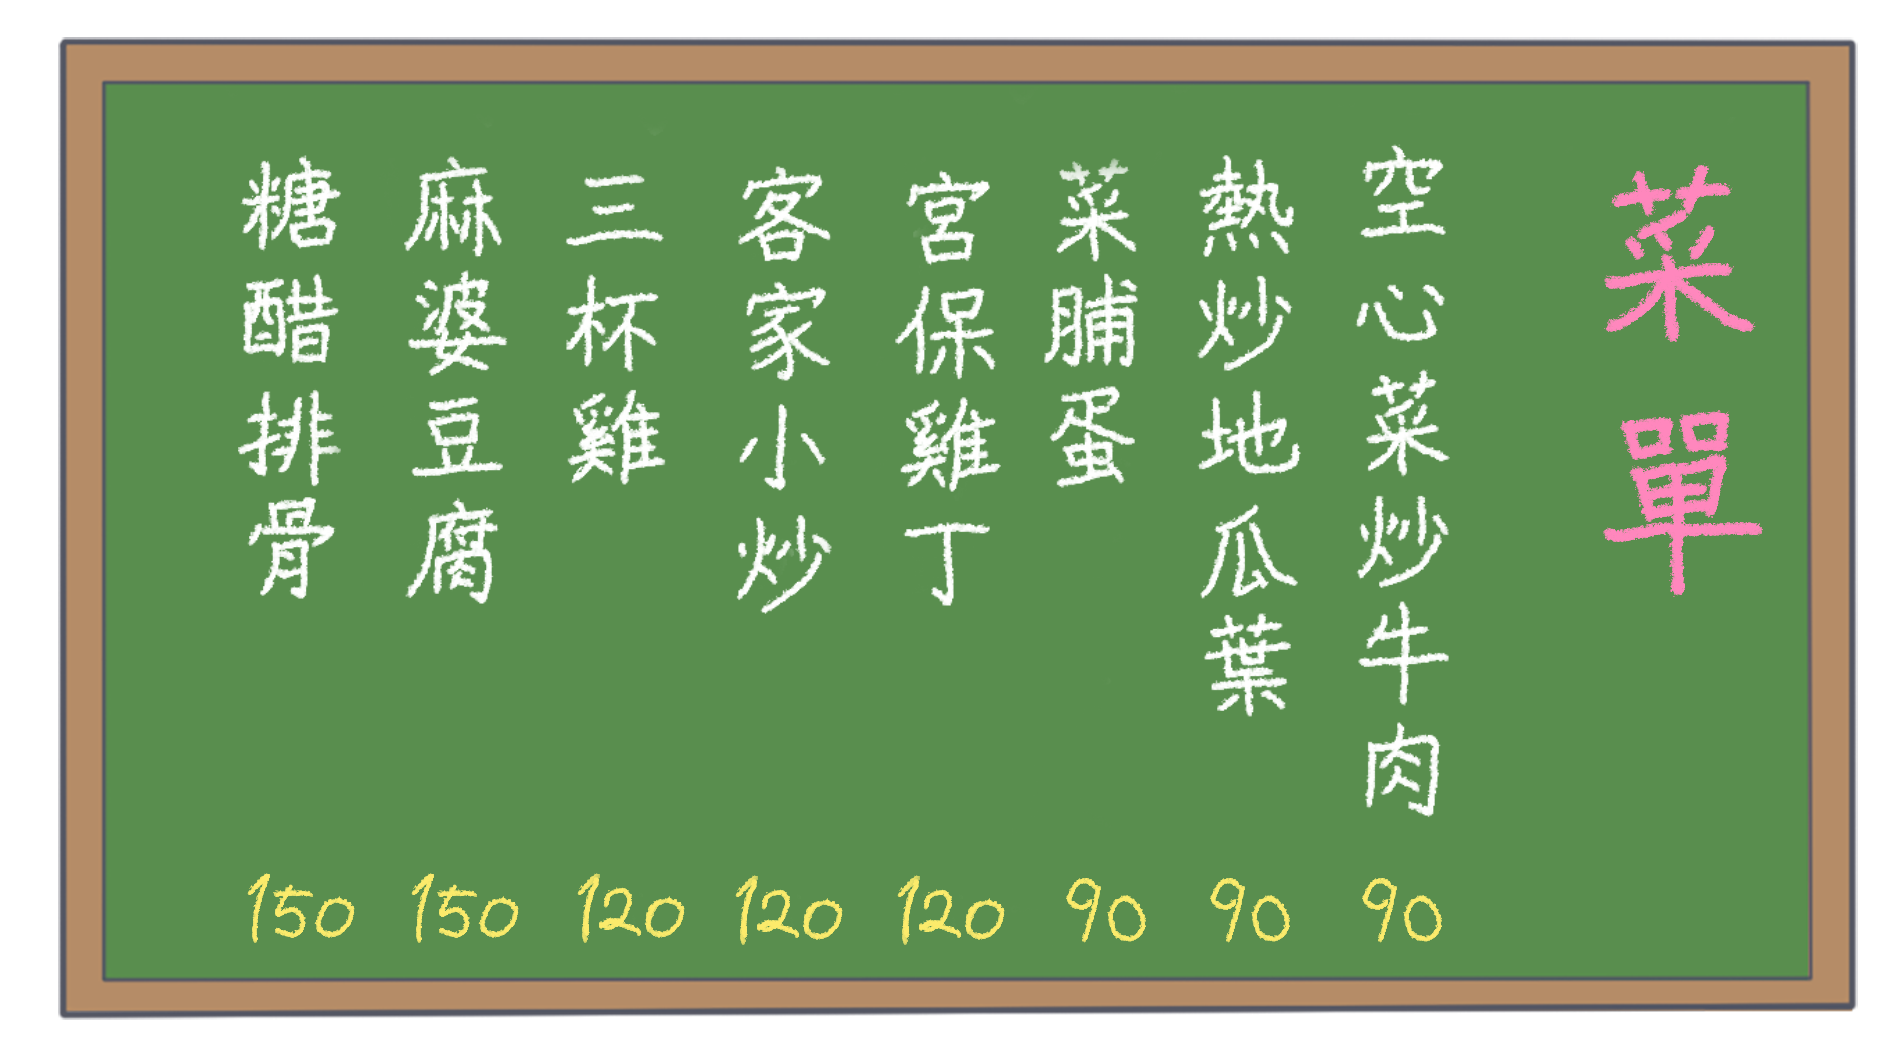 菜單
空心菜炒牛肉 90
熱炒地瓜葉 90
菜脯蛋 90
宮保雞丁 120
客家小炒 120
三杯雞 120
麻婆豆腐 150
糖醋排骨 150